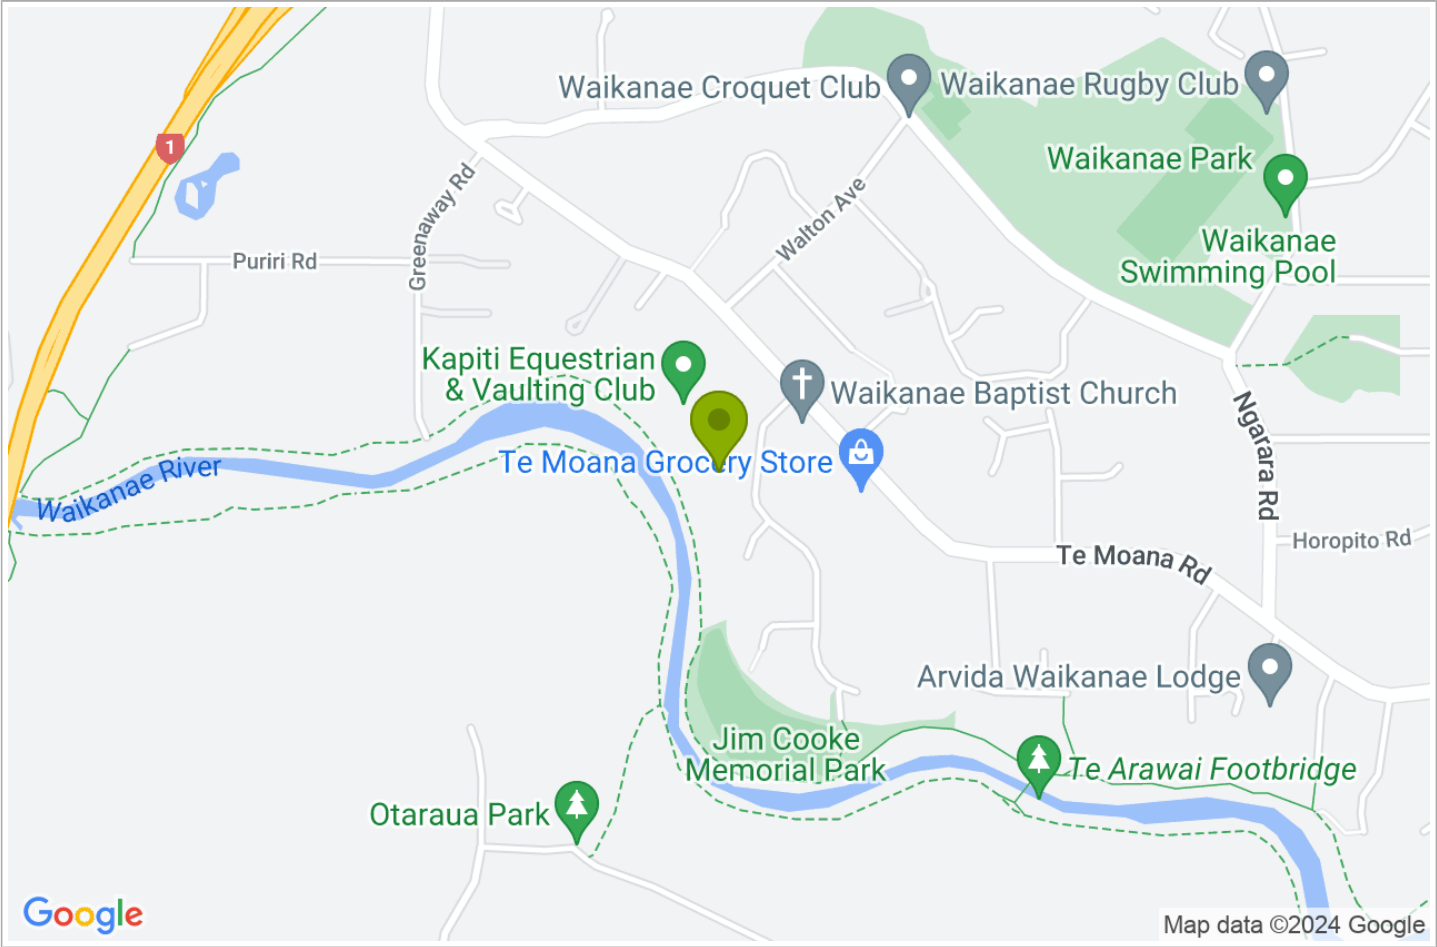 Waikanae Croquet Club
Waikanae Rugby Club
1
Waikanae Park
Greenaway Rd
Walton Ave
Puriri Rd
Waikanae
Swimming Pool
Kapiti Equestrian
& Vaulting Club
Waikanae Baptist Church
Te Moana Grocery Store
Waikanae River
Ngarara Rd
Horopito Rd
Te Moana Rd
Arvida Waikanae Lodge
Jim Cooke
Memorial Park
Te Arawai Footbridge
Otaraua Park
Google
Map data ©2024 Google